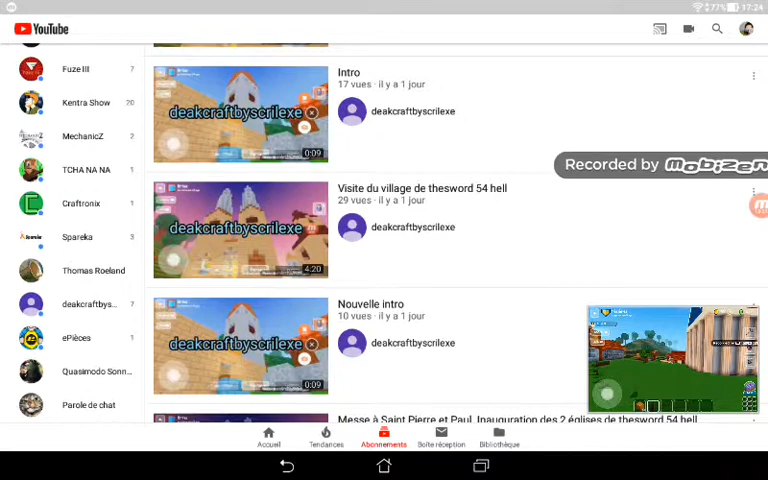 77% 17:24
YouTube
Fuze III 7
Kentra Show 20
MechanicZ 2
TCHA NA NA 1
Craftronix 1
Spareka 3
Thomas Roeland
deakcraftbys... 7
ePièces 1
Quasimodo Sonn...
Parole de chat
deakcraftbyscrilexe
0:09
Intro
17 vues · il y a 1 jour
deakcraftbyscrilexe
Recorded by mobizen
deakcraftbyscrilexe
4:20
Visite du village de thesword 54 hell
29 vues · il y a 1 jour
deakcraftbyscrilexe
deakcraftbyscrilexe
0:09
Nouvelle intro
10 vues · il y a 1 jour
deakcraftbyscrilexe
Messe à Saint Pierre et Paul. Inauguration des 2 églises de thesword 54 hell
Accueil Tendances Abonnements Boîte réception Bibliothèque